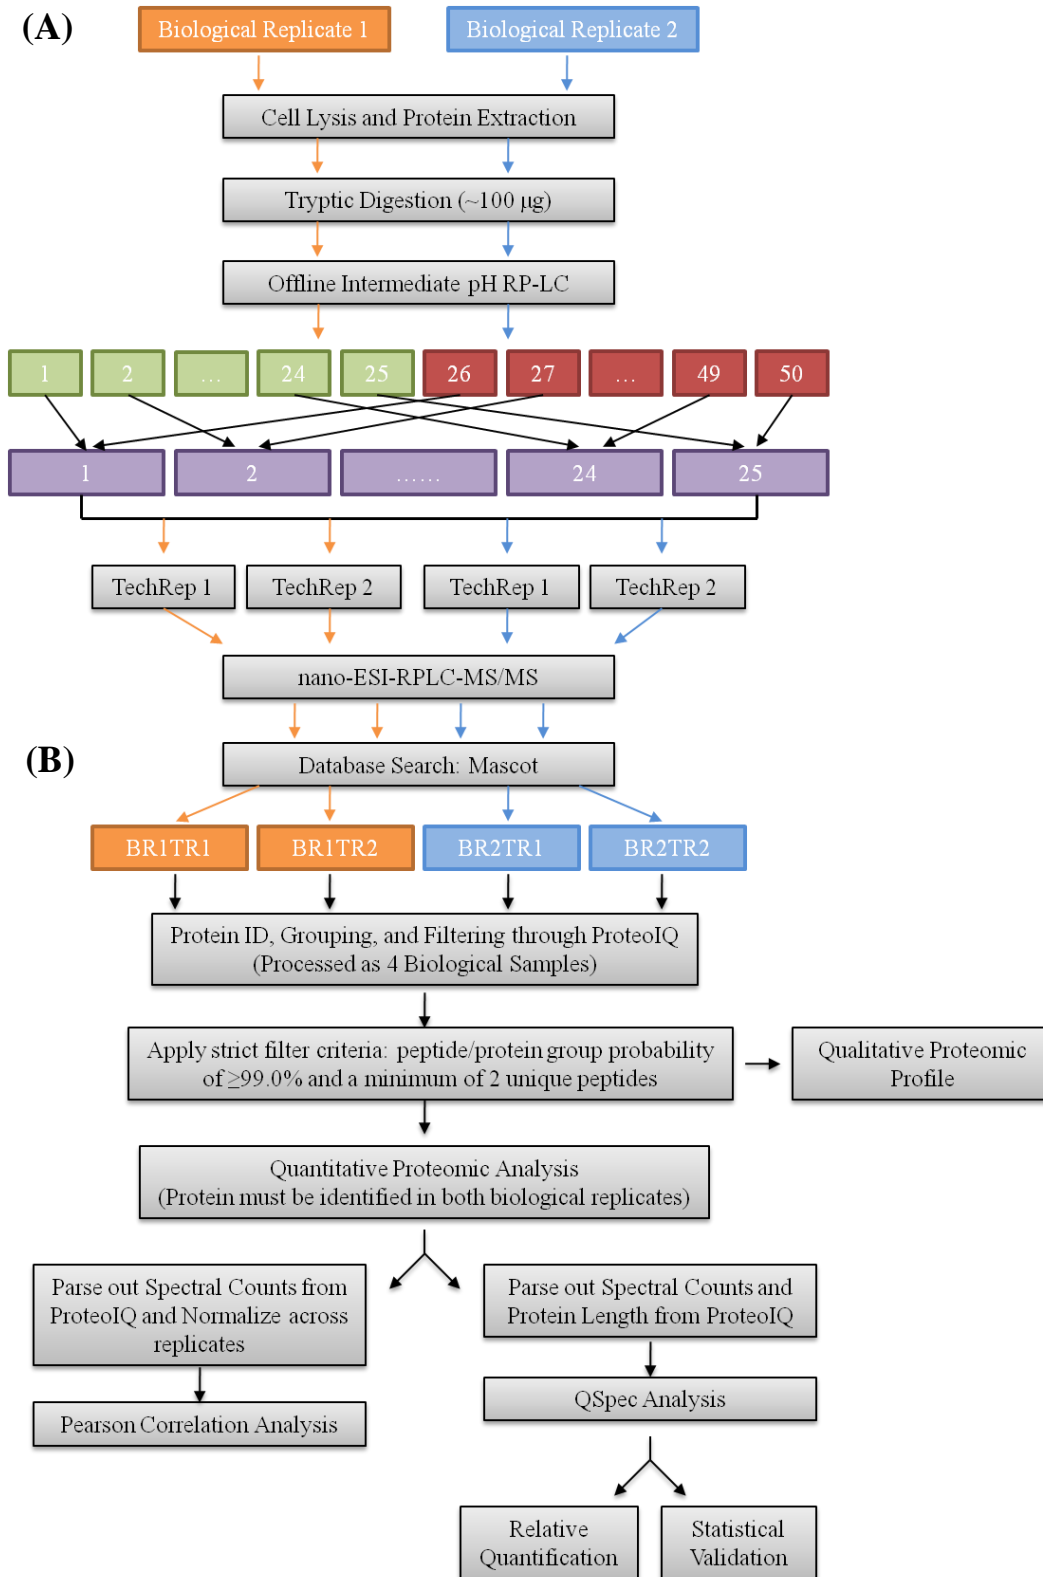 (A)
Biological Replicate 1
Biological Replicate 2
Cell Lysis and Protein Extraction
Tryptic Digestion (~100 μg)
Offline Intermediate pH RP-LC
1
2
...
24
25
26
27
...
49
50
1
2
......
24
25
TechRep 1
TechRep 2
TechRep 1
TechRep 2
nano-ESI-RPLC-MS/MS
(B)
Database Search: Mascot
BR1TR1
BR1TR2
BR2TR1
BR2TR2
Protein ID, Grouping, and Filtering through ProteoIQ
(Processed as 4 Biological Samples)
Apply strict filter criteria: peptide/protein group probability
of ≥99.0% and a minimum of 2 unique peptides
Qualitative Proteomic
Profile
Quantitative Proteomic Analysis
(Protein must be identified in both biological replicates)
Parse out Spectral Counts from
ProteoIQ and Normalize across
replicates
Parse out Spectral Counts and
Protein Length from ProteoIQ
Pearson Correlation Analysis
QSpec Analysis
Relative
Quantification
Statistical
Validation